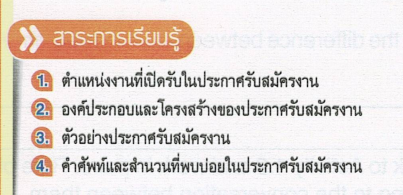 สาระการเรียนรู้
1. ตำแหน่งงานที่เปิดรับในประกาศรับสมัครงาน
2. องค์ประกอบและโครงสร้างของประกาศรับสมัครงาน
3. ตัวอย่างประกาศรับสมัครงาน
4. คำศัพท์และสำนวนที่พบบ่อยในประกาศรับสมัครงาน